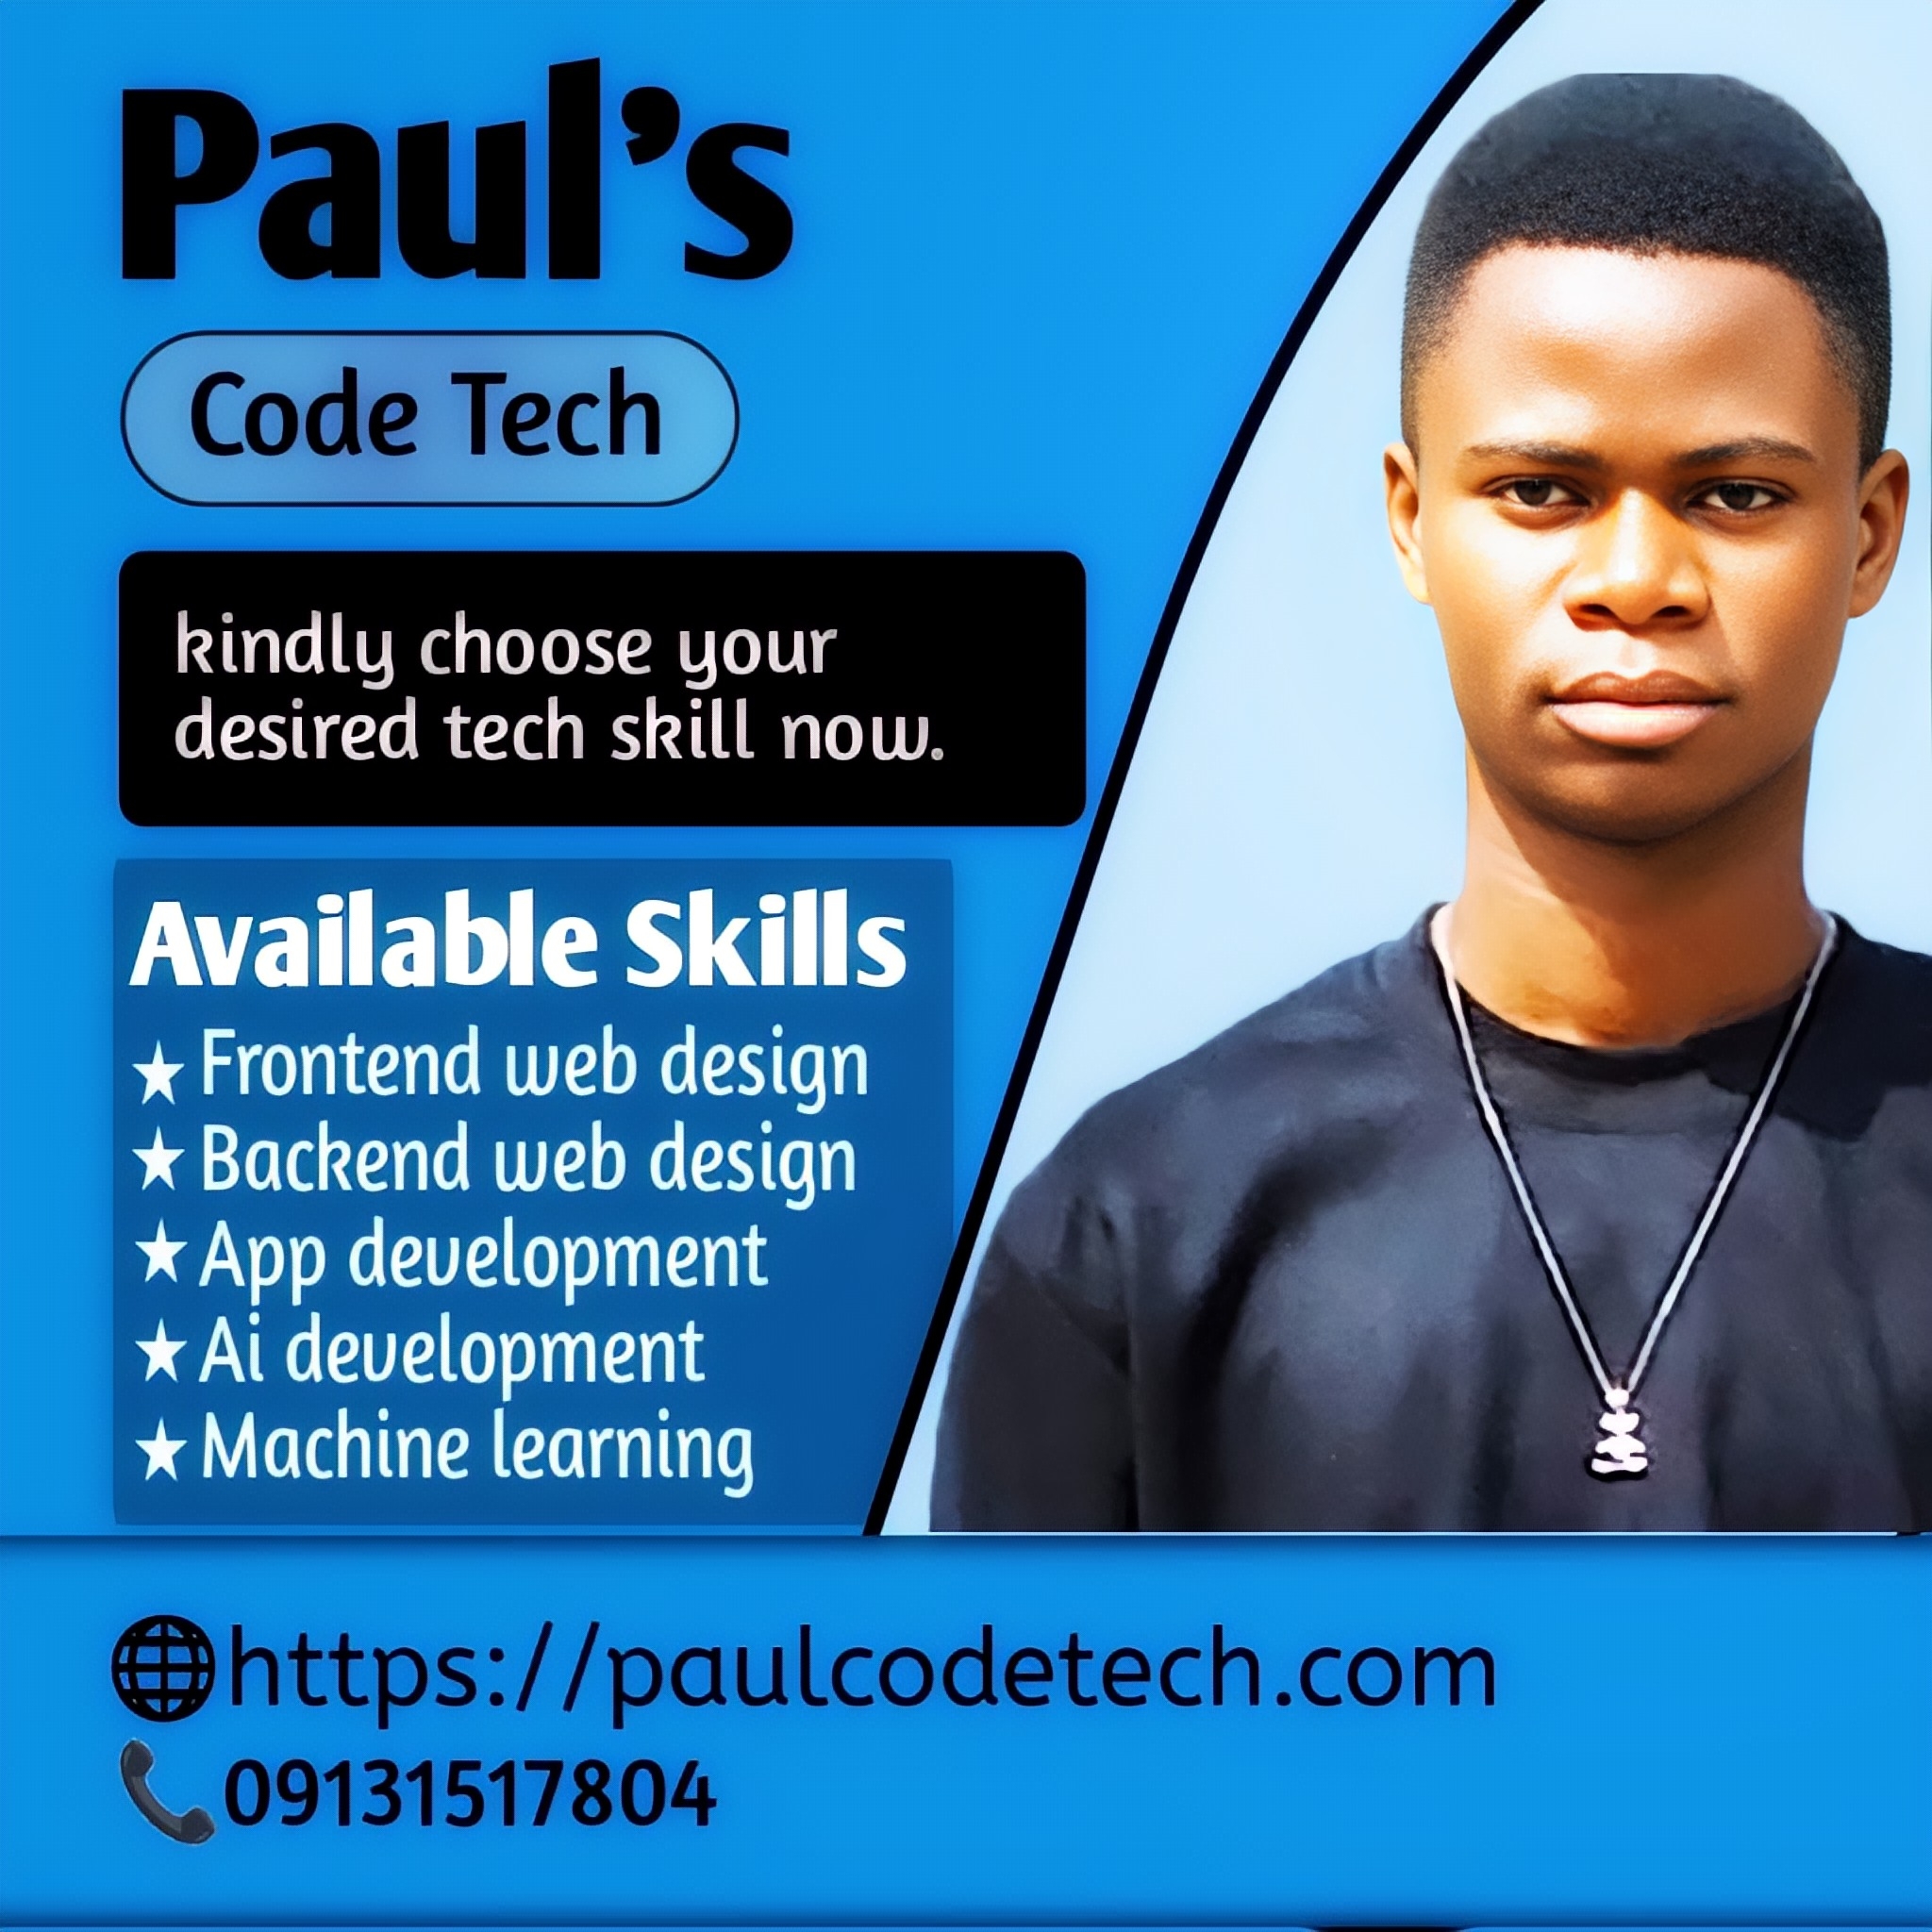 Paul's
Code Tech
kindly choose your
desired tech skill now.
Available Skills
★ Frontend web design
★ Backend web design
★ App development
★ Ai development
★ Machine learning
https://paulcodetech.com
09131517804